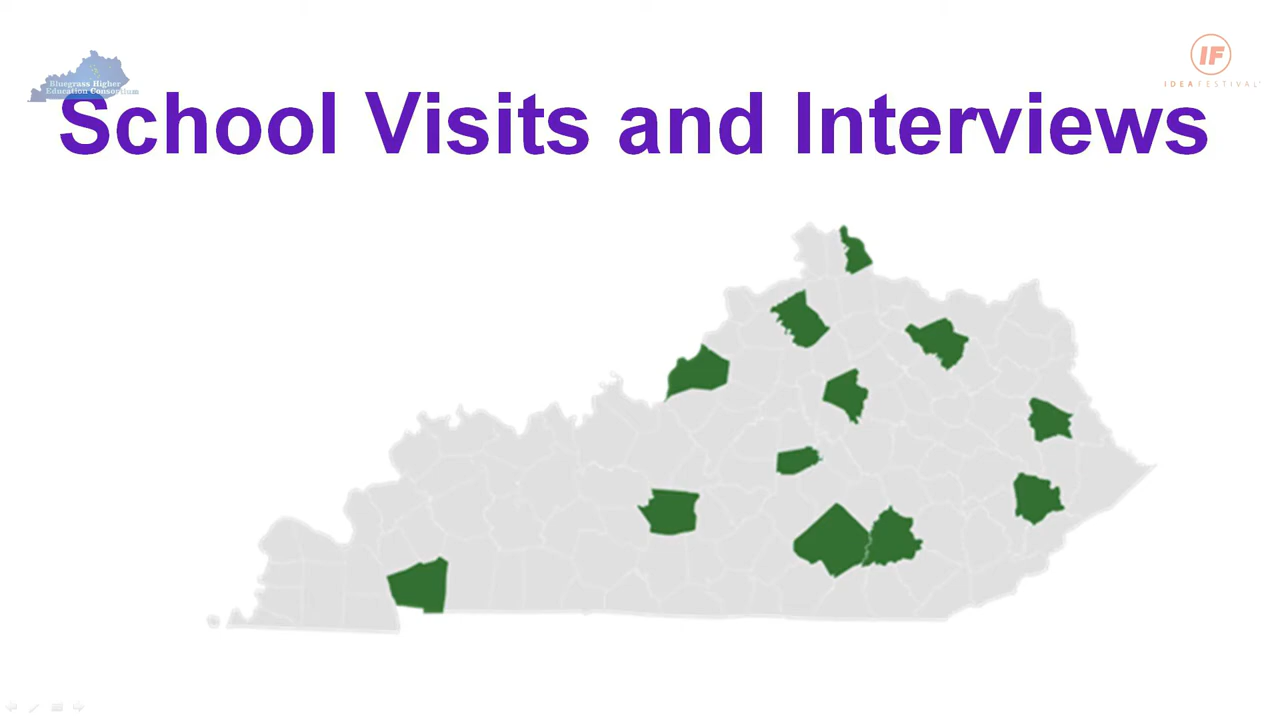 Bluegrass Higher
Education Consortium
IF
IDEAFESTIVAL
School Visits and Interviews